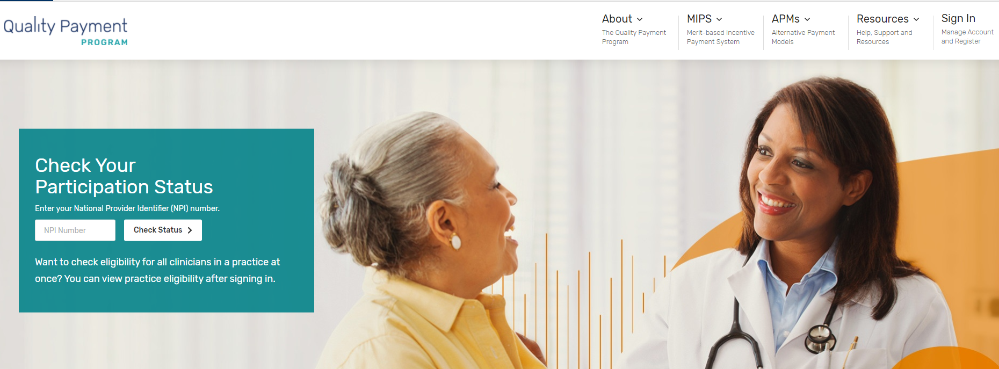 Quality Payment
PROGRAM
About
The Quality Payment
Program
MIPS
Merit-based Incentive
Payment System
APMs
Alternative Payment
Models
Resources
Help, Support and
Resources
Sign In
Manage Account
and Register
Check Your
Participation Status
Enter your National Provider Identifier (NPI) number.
NPI Number
Check Status
Want to check eligibility for all clinicians in a practice at
once? You can view practice eligibility after signing in.